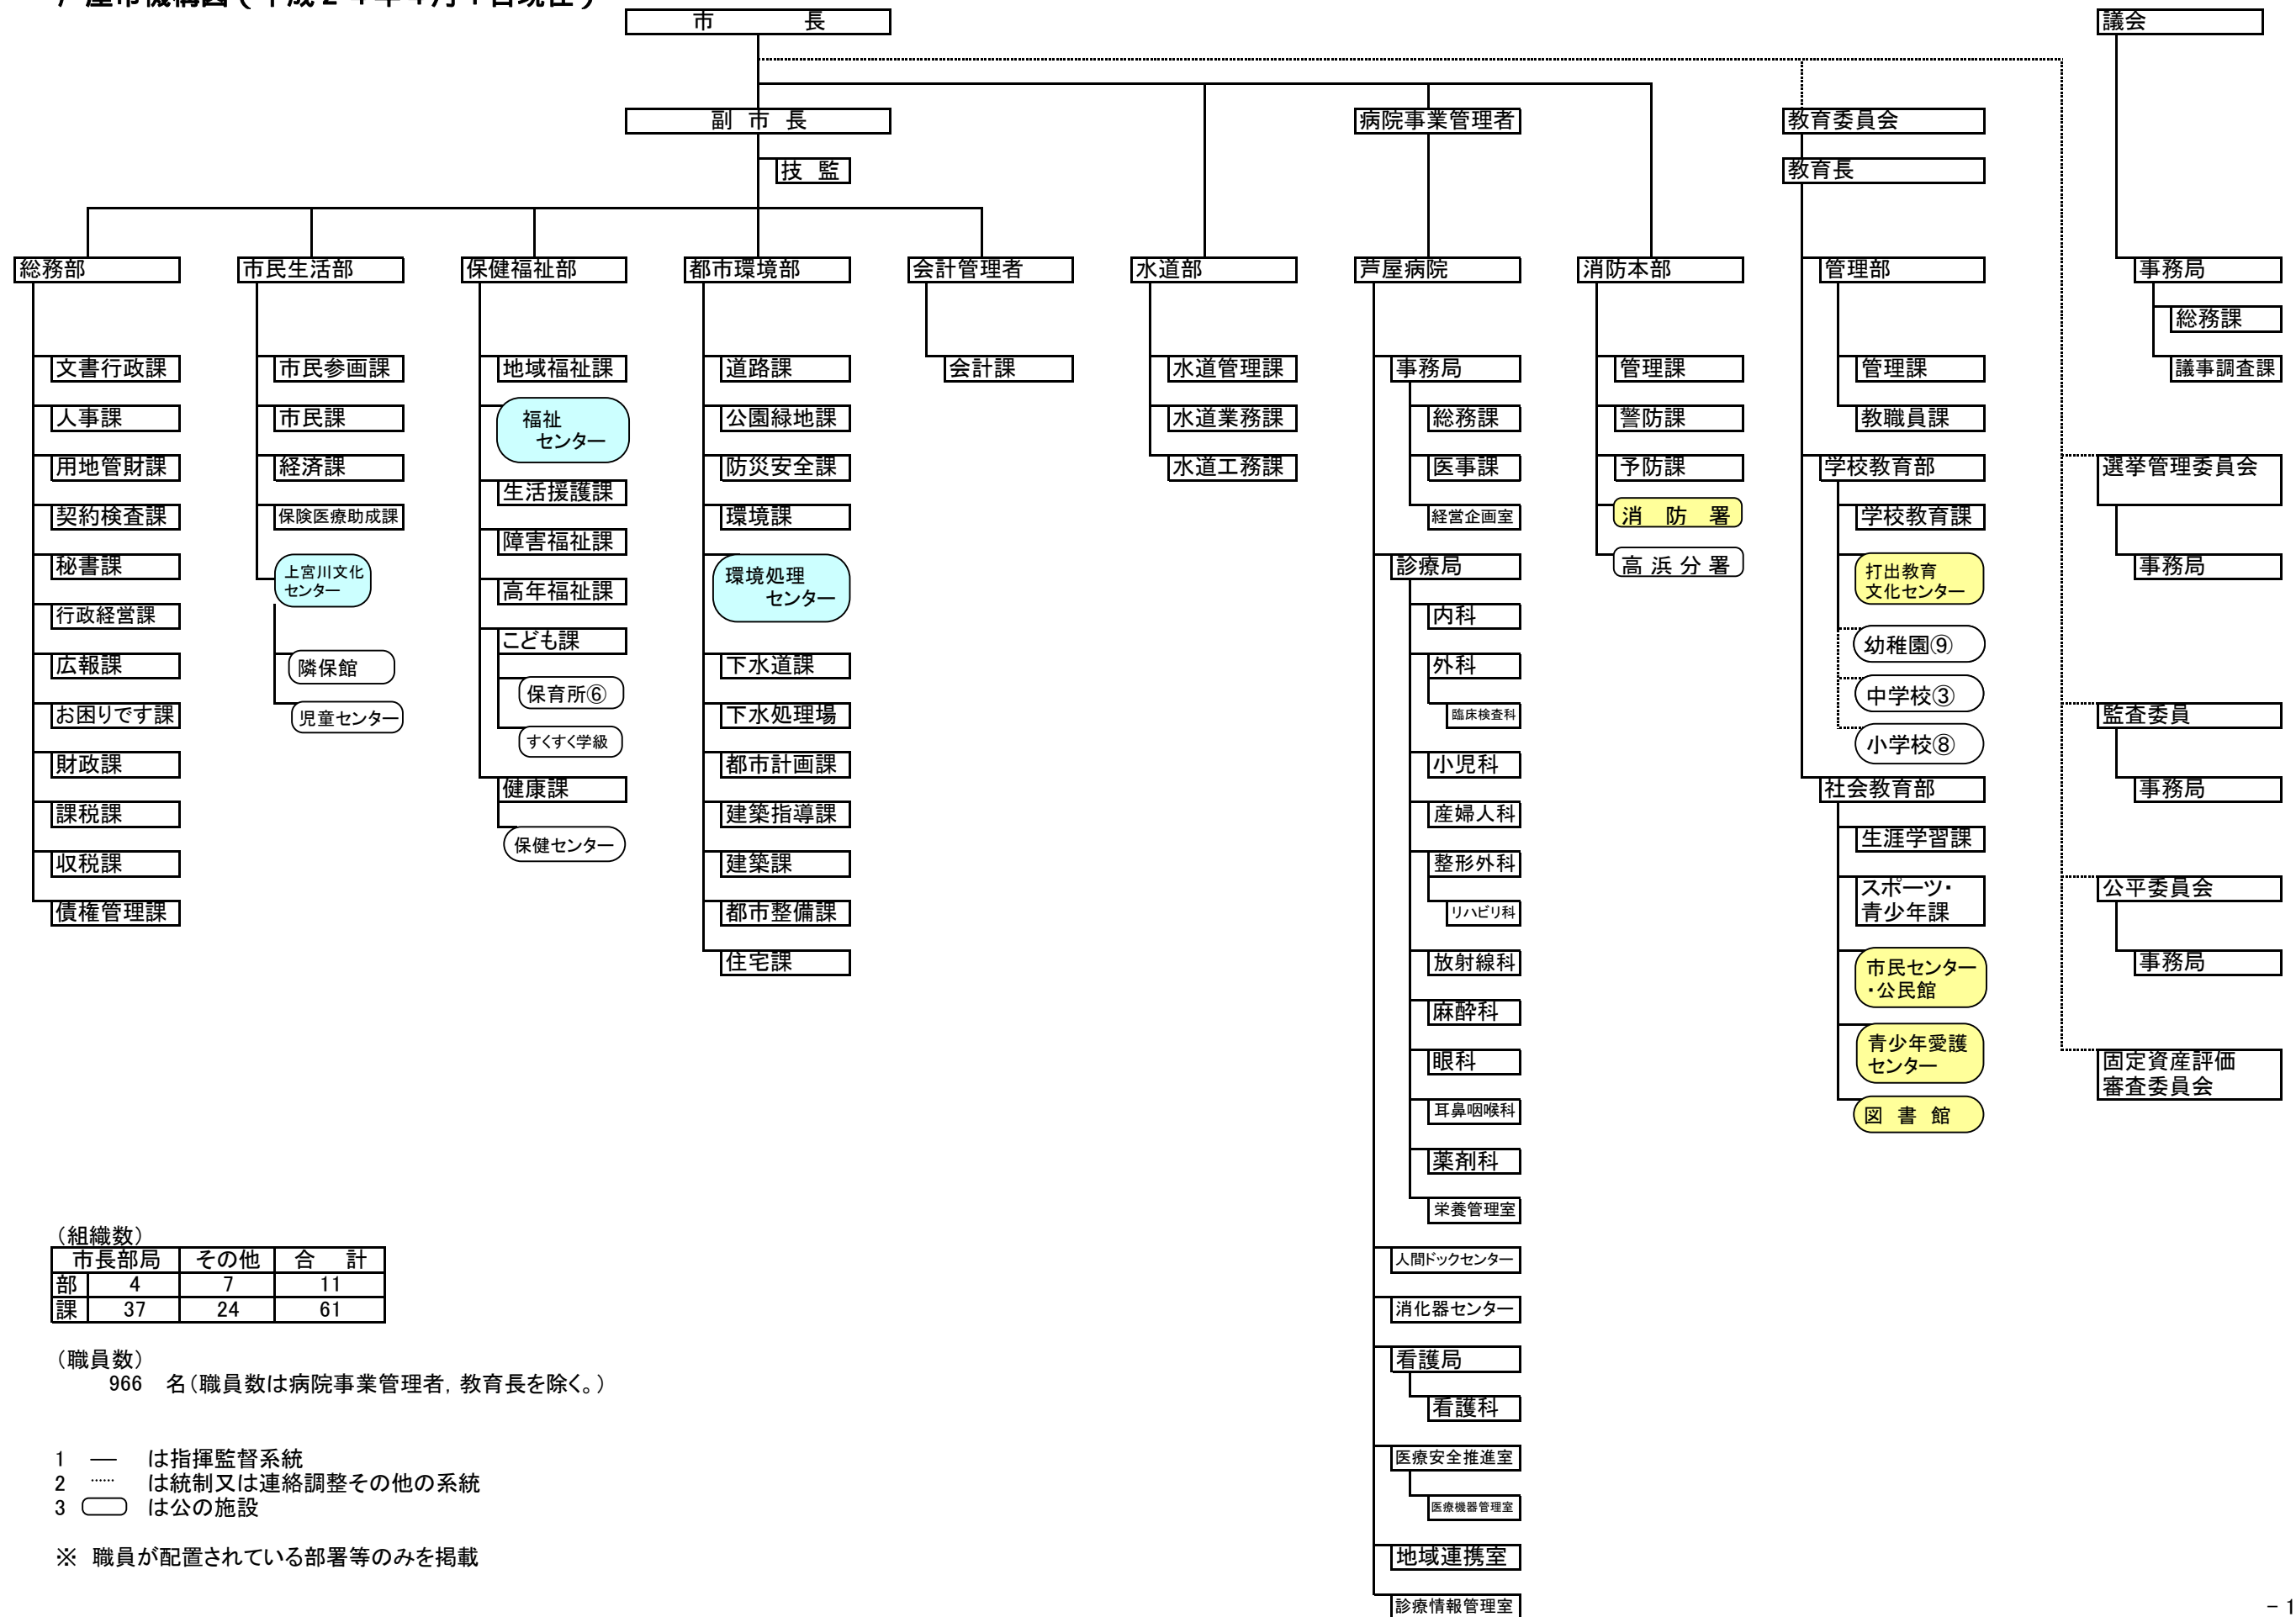 芦屋市機構図(平成24年4月1日現在)
市　　　　長
議会
副 市 長
病院事業管理者
教育委員会
技 監
教育長
総務部
市民生活部
保健福祉部
都市環境部
会計管理者
水道部
芦屋病院
消防本部
管理部
事務局
総務課
議事調査課
文書行政課
人事課
用地管財課
契約検査課
秘書課
行政経営課
広報課
お困りです課
財政課
課税課
収税課
債権管理課
市民参画課
市民課
経済課
保険医療助成課
上宮川文化
センター
隣保館
児童センター
地域福祉課
福祉
センター
生活援護課
障害福祉課
高年福祉課
こども課
保育所⑥
すくすく学級
健康課
保健センター
道路課
公園緑地課
防災安全課
環境課
環境処理
センター
下水道課
下水処理場
都市計画課
建築指導課
建築課
都市整備課
住宅課
会計課
水道管理課
水道業務課
水道工務課
事務局
総務課
医事課
経営企画室
診療局
内科
外科
臨床検査科
小児科
産婦人科
整形外科
リハビリ科
放射線科
麻酔科
眼科
耳鼻咽喉科
薬剤科
栄養管理室
人間ドックセンター
消化器センター
看護局
看護科
医療安全推進室
医療機器管理室
地域連携室
診療情報管理室
管理課
警防課
予防課
消 防 署
高 浜 分 署
管理課
教職員課
学校教育部
学校教育課
打出教育
文化センター
幼稚園⑨
中学校③
小学校⑧
社会教育部
生涯学習課
スポーツ・
青少年課
市民センター
・公民館
青少年愛護
センター
図 書 館
選挙管理委員会
事務局
監査委員
事務局
公平委員会
事務局
固定資産評価
審査委員会
(組織数)
市長部局 その他 合 計
部 4 7 11
課 37 24 61
(職員数)
966 名(職員数は病院事業管理者,教育長を除く。)
1 ― は指揮監督系統
2 …… は統制又は連絡調整その他の系統
3 は公の施設
※ 職員が配置されている部署等のみを掲載
- 1